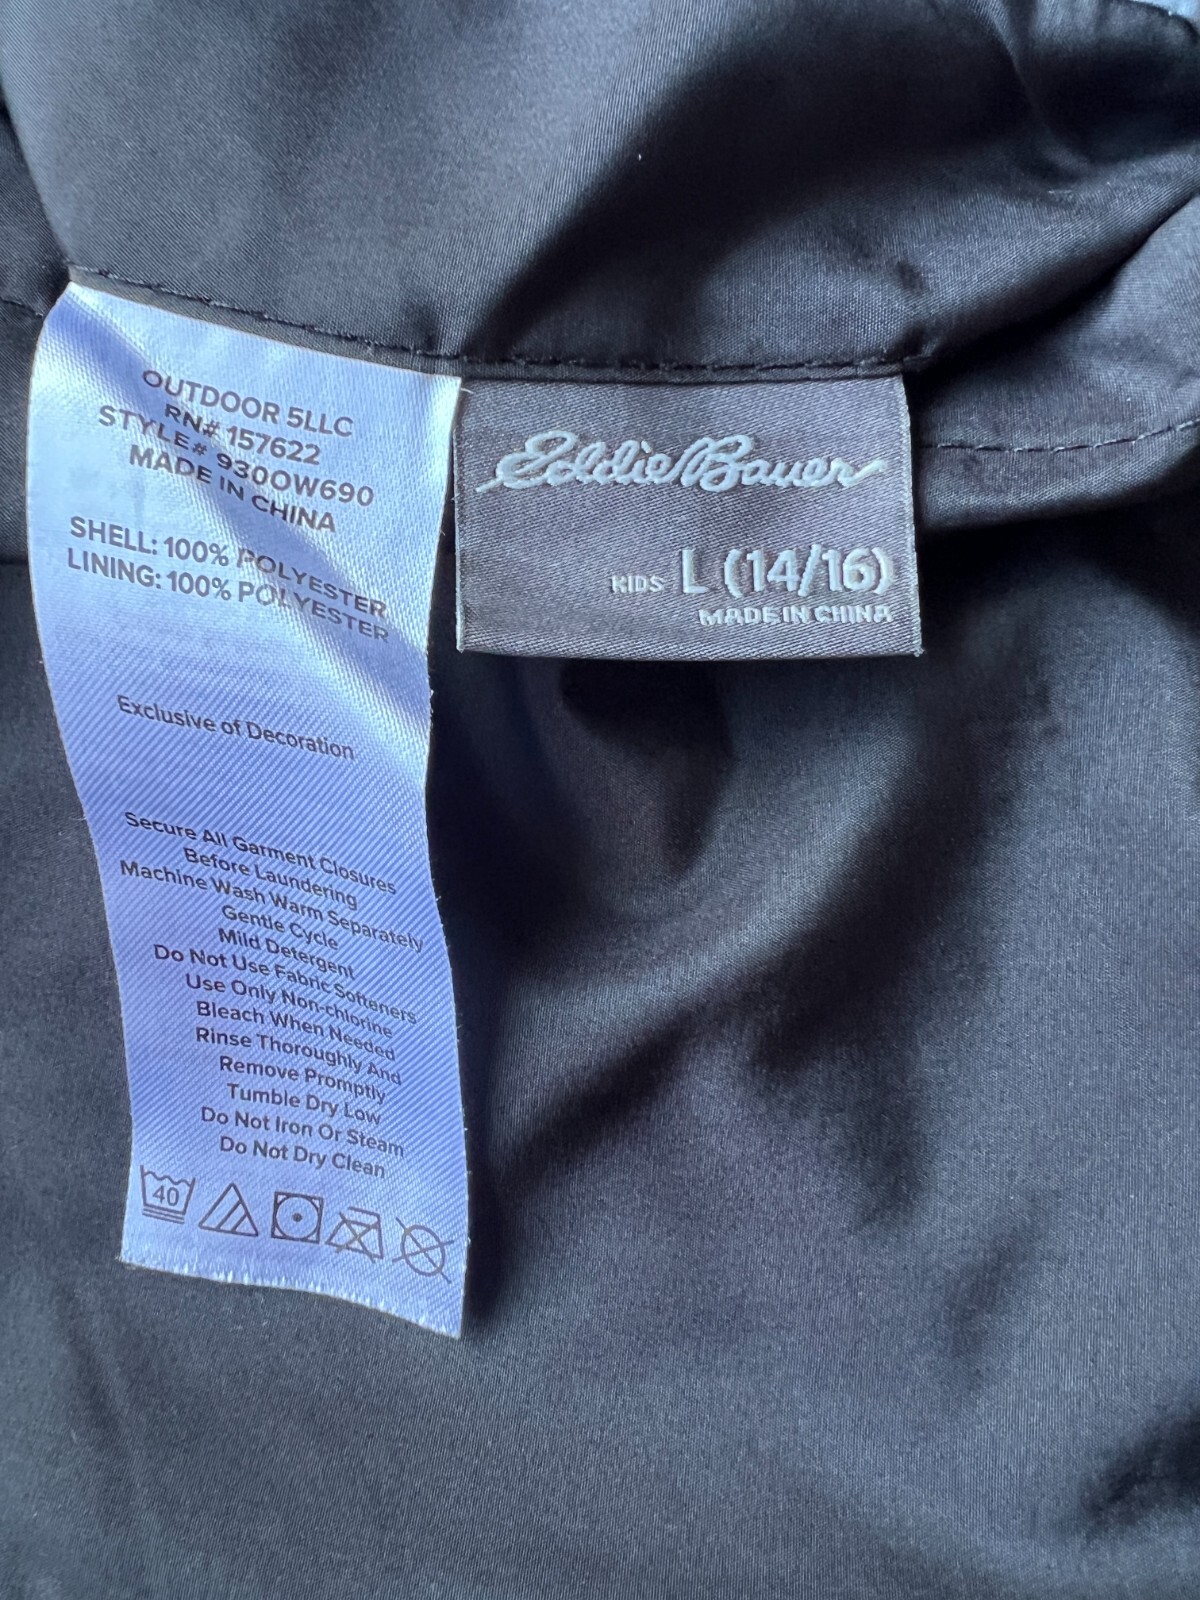 OUTDOOR 5LLC
RN# 157622
STYLE# 930OW690
MADE IN CHINA
SHELL: 100% POLYESTER
LINING: 100% POLYESTER
Exclusive of Decoration
Secure All Garment Closures
Before Laundering
Machine Wash Warm Separately
Gentle Cycle
Mild Detergent
Do Not Use Fabric Softeners
Use Only Non-chlorine
Bleach When Needed
Rinse Thoroughly And
Remove Promptly
Tumble Dry Low
Do Not Iron Or Steam
Do Not Dry Clean
40
Eddie Bauer
KIDS L (14/16)
MADE IN CHINA